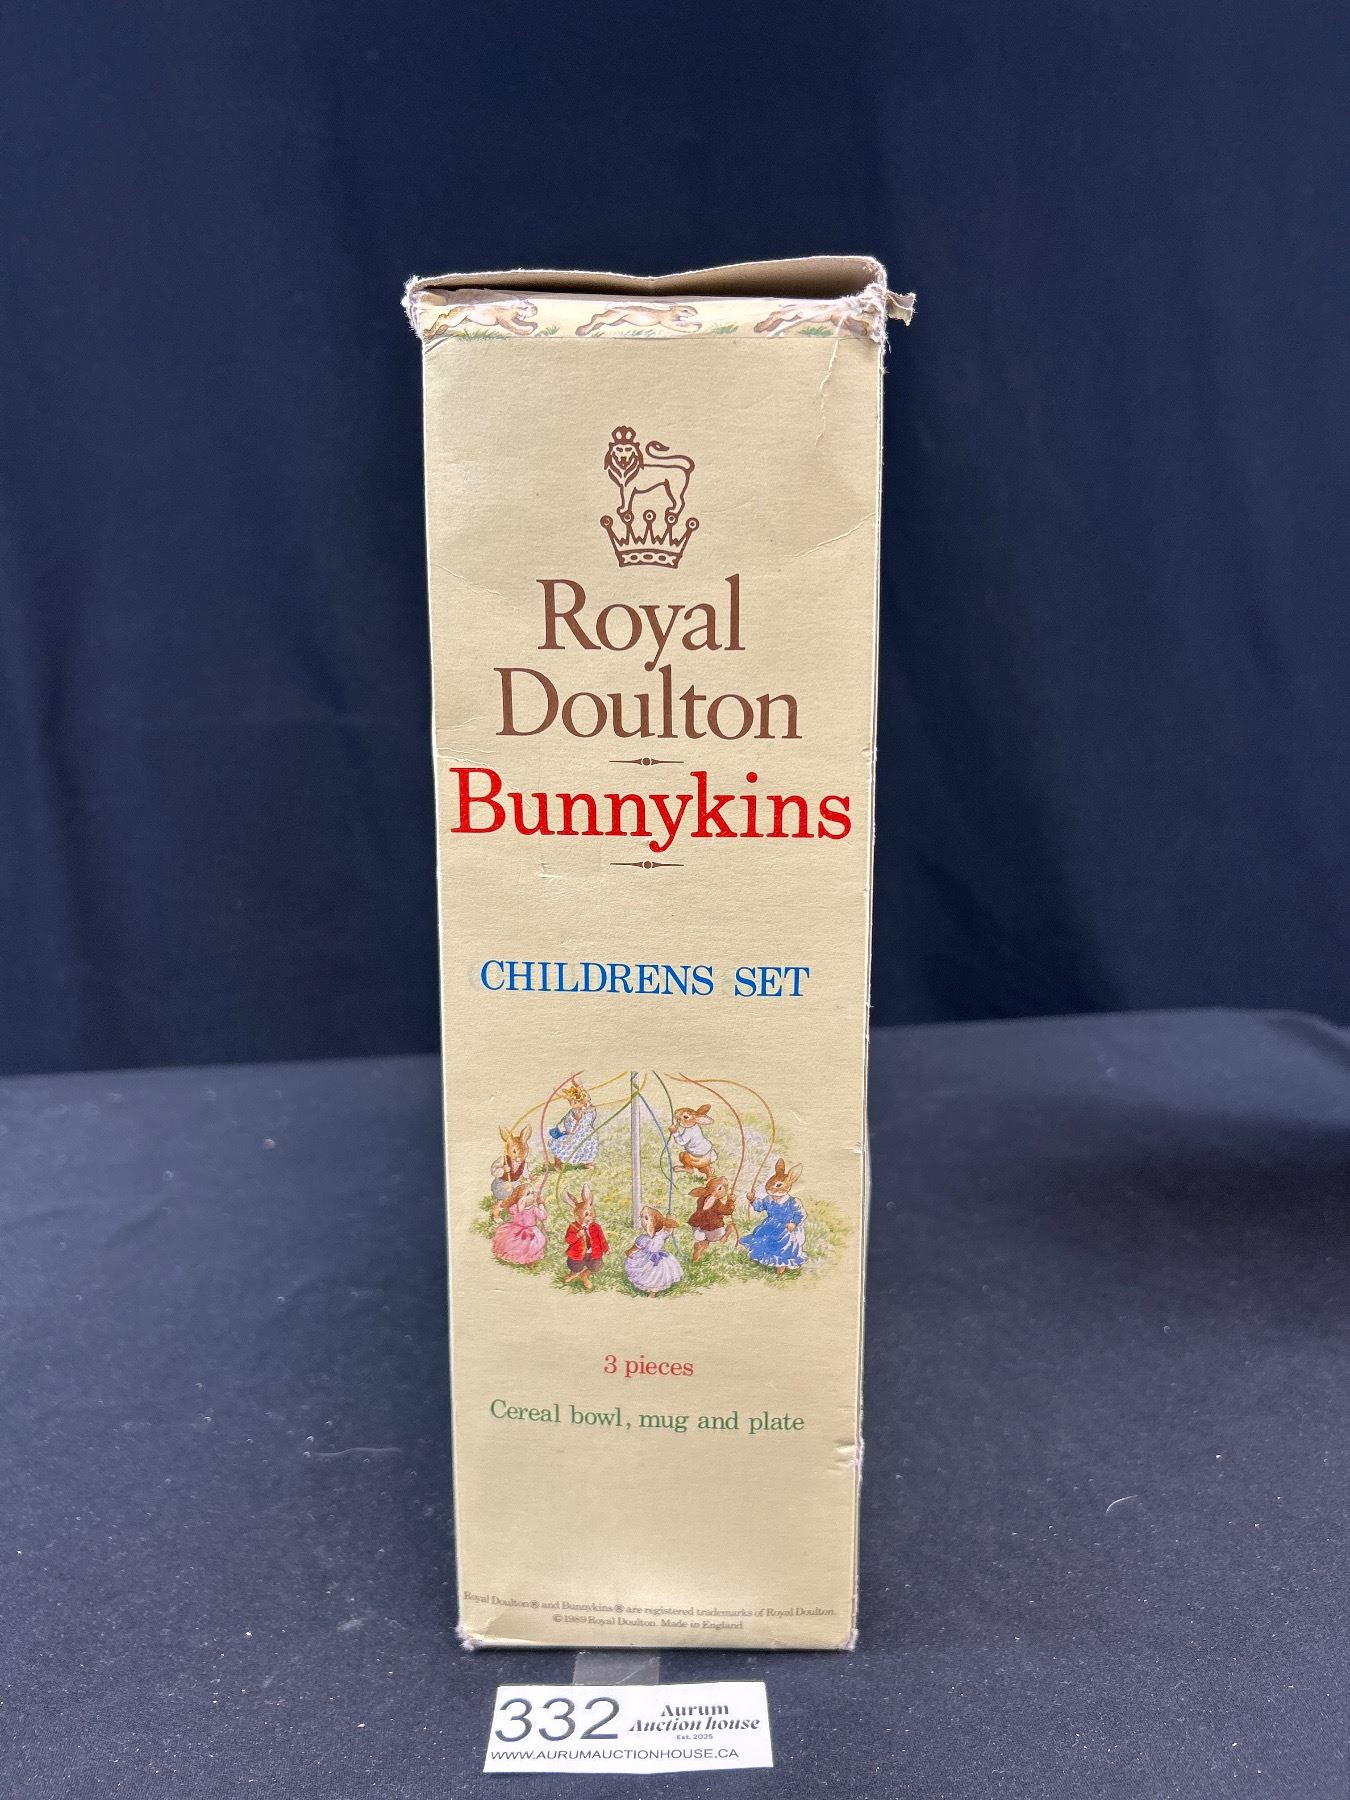 Royal
Doulton
Bunnykins
CHILDRENS SET
3 pieces
Cereal bowl, mug and plate
Royal Doulton® and Bunnykins® are registered trademarks of Royal Doulton.
©1989 Royal Doulton. Made in England
332 Aurum
Auction house
Est. 2025
WWW.AURUMAUCTIONHOUSE.CA